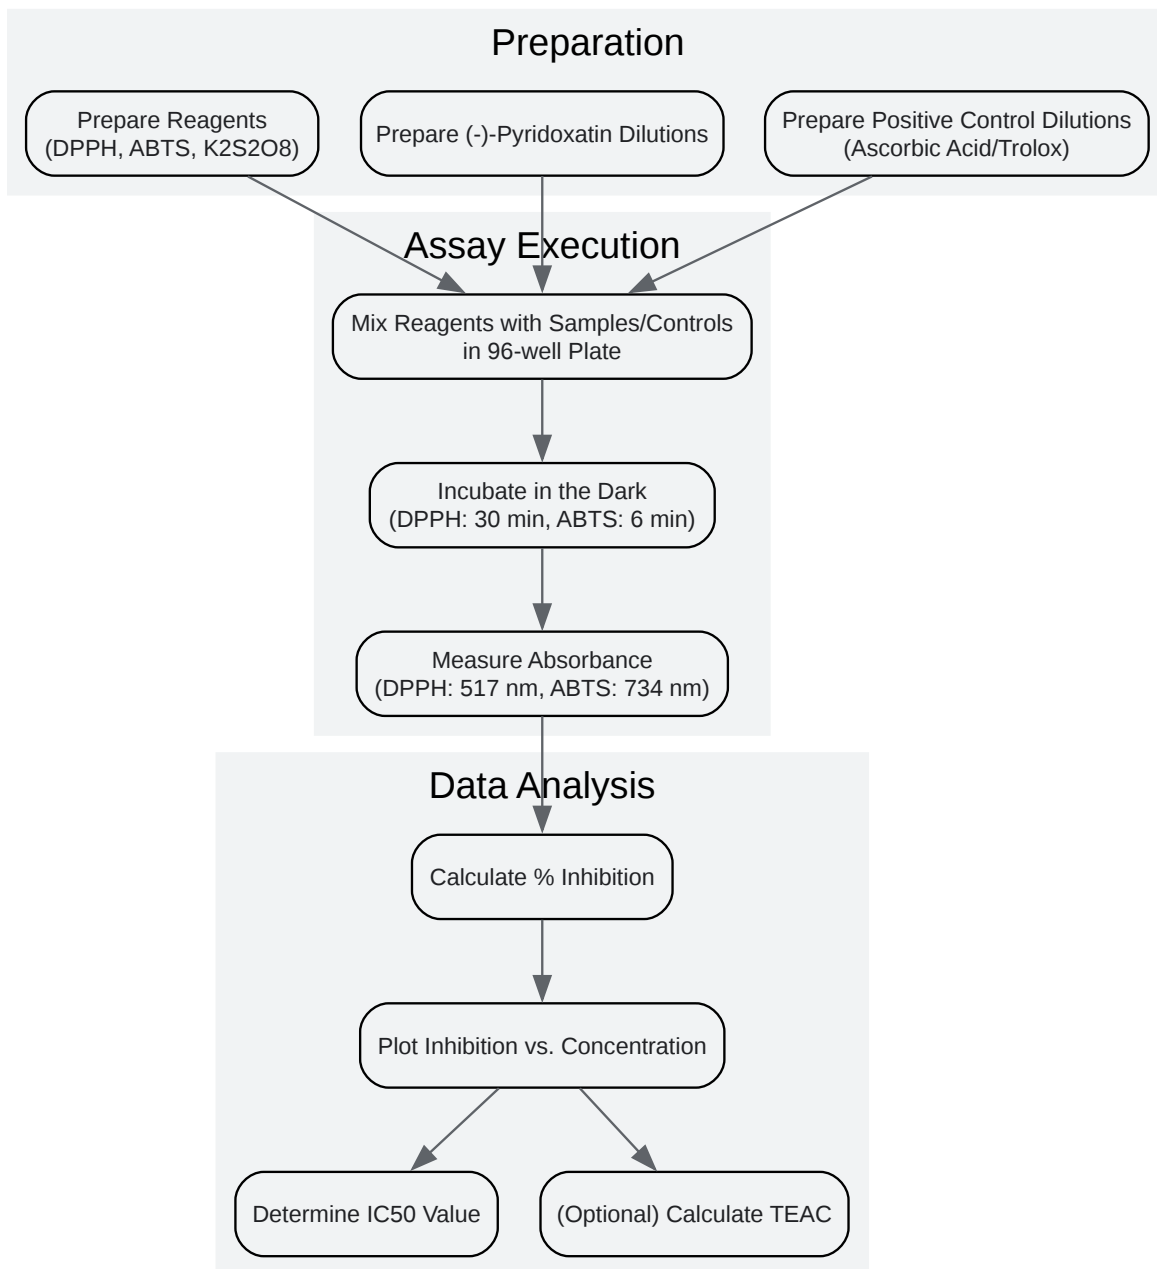 Preparation
Prepare Reagents
(DPPH, ABTS, K2S2O8)
Prepare (-)-Pyridoxatin Dilutions
Prepare Positive Control Dilutions
(Ascorbic Acid/Trolox)
Assay Execution
Mix Reagents with Samples/Controls
in 96-well Plate
Incubate in the Dark
(DPPH: 30 min, ABTS: 6 min)
Measure Absorbance
(DPPH: 517 nm, ABTS: 734 nm)
Data Analysis
Calculate % Inhibition
Plot Inhibition vs. Concentration
Determine IC50 Value
(Optional) Calculate TEAC